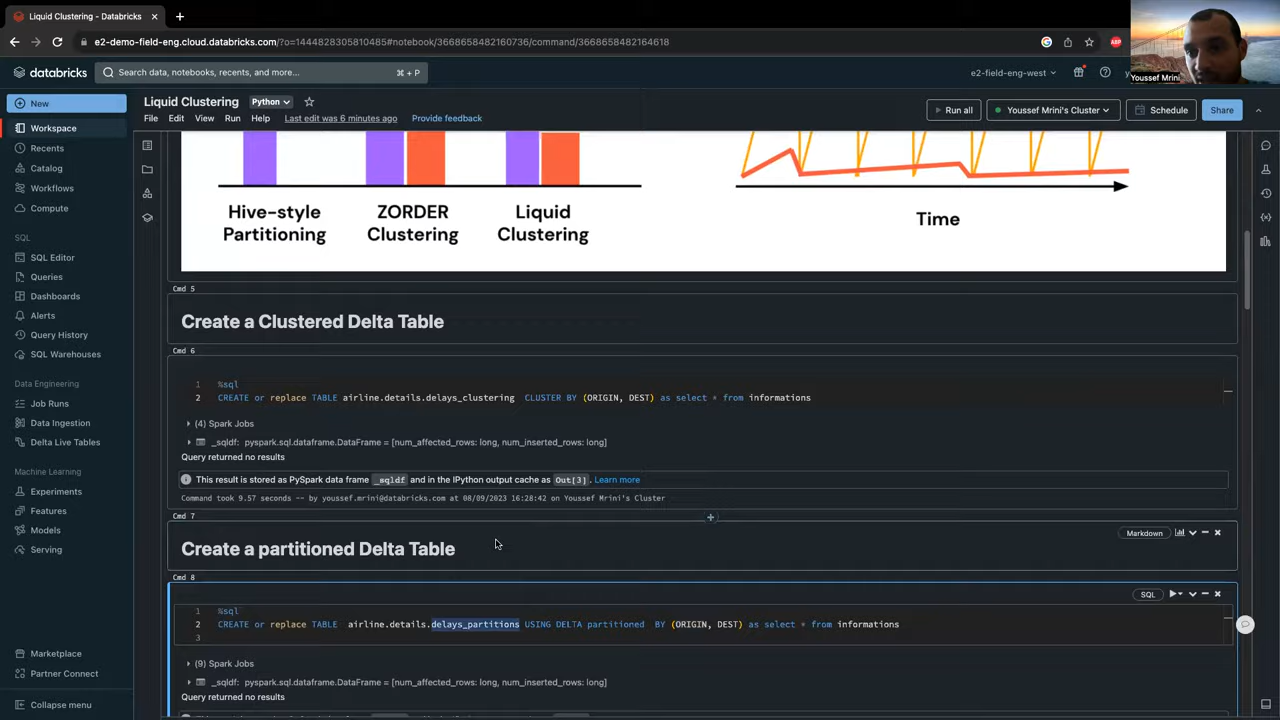 Liquid Clustering - Databricks
e2-demo-field-eng.cloud.databricks.com/?o=1444828305810485#notebook/3668658482160736/command/3668658482164618
ABP
Youssef Mrini
databricks
Search data, notebooks, recents, and more...
⌘ + P
e2-field-eng-west
New
Workspace
Recents
Catalog
Workflows
Compute
SQL
SQL Editor
Queries
Dashboards
Alerts
Query History
SQL Warehouses
Data Engineering
Job Runs
Data Ingestion
Delta Live Tables
Machine Learning
Experiments
Features
Models
Serving
Marketplace
Partner Connect
Collapse menu
Liquid Clustering
Python
File Edit View Run Help Last edit was 6 minutes ago Provide feedback
Run all
Youssef Mrini's Cluster
Schedule
Share
Hive-style
Partitioning
ZORDER
Clustering
Liquid
Clustering
Time
Cmd 5
Create a Clustered Delta Table
Cmd 6
1 %sql
2 CREATE or replace TABLE airline.details.delays_clustering CLUSTER BY (ORIGIN, DEST) as select * from informations
(4) Spark Jobs
_sqldf: pyspark.sql.dataframe.DataFrame = [num_affected_rows: long, num_inserted_rows: long]
Query returned no results
This result is stored as PySpark data frame _sqldf and in the IPython output cache as Out[3]. Learn more
Command took 9.57 seconds -- by youssef.mrini@databricks.com at 08/09/2023 16:28:42 on Youssef Mrini's Cluster
Cmd 7
Create a partitioned Delta Table
Markdown
Cmd 8
SQL
1 %sql
2 CREATE or replace TABLE airline.details.delays_partitions USING DELTA partitioned BY (ORIGIN, DEST) as select * from informations
3
(9) Spark Jobs
_sqldf: pyspark.sql.dataframe.DataFrame = [num_affected_rows: long, num_inserted_rows: long]
Query returned no results